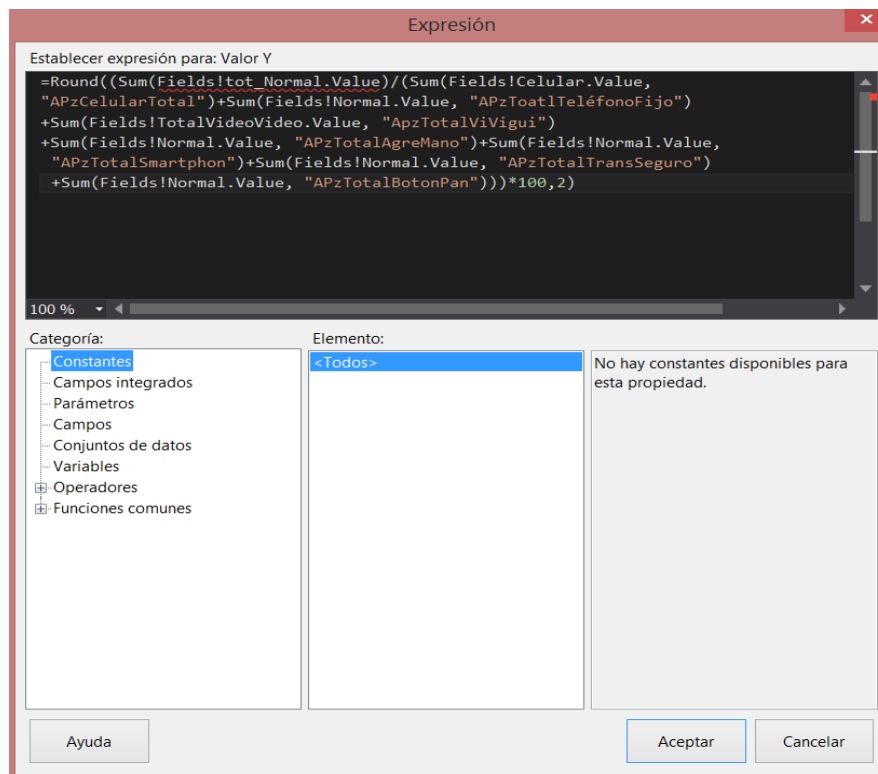 Expresión
Establecer expresión para: Valor Y
=Round((Sum(Fields!tot_Normal.Value)/(Sum(Fields!Celular.Value,
"APzCelularTotal")+Sum(Fields!Normal.Value, "APzToatlTeléfonoFijo")
+Sum(Fields!TotalVideoVideo.Value, "ApzTotalViVigui")
+Sum(Fields!Normal.Value, "APzTotalAgreMano")+Sum(Fields!Normal.Value,
"APzTotalSmartphon")+Sum(Fields!Normal.Value, "APzTotalTransSeguro")
+Sum(Fields!Normal.Value, "APzTotalBotonPan")))*100,2)
100 %
Categoría:
Constantes
Campos integrados
Parámetros
Campos
Conjuntos de datos
Variables
Operadores
Funciones comunes
Elemento:
<Todos>
No hay constantes disponibles para
esta propiedad.
Ayuda
Aceptar
Cancelar